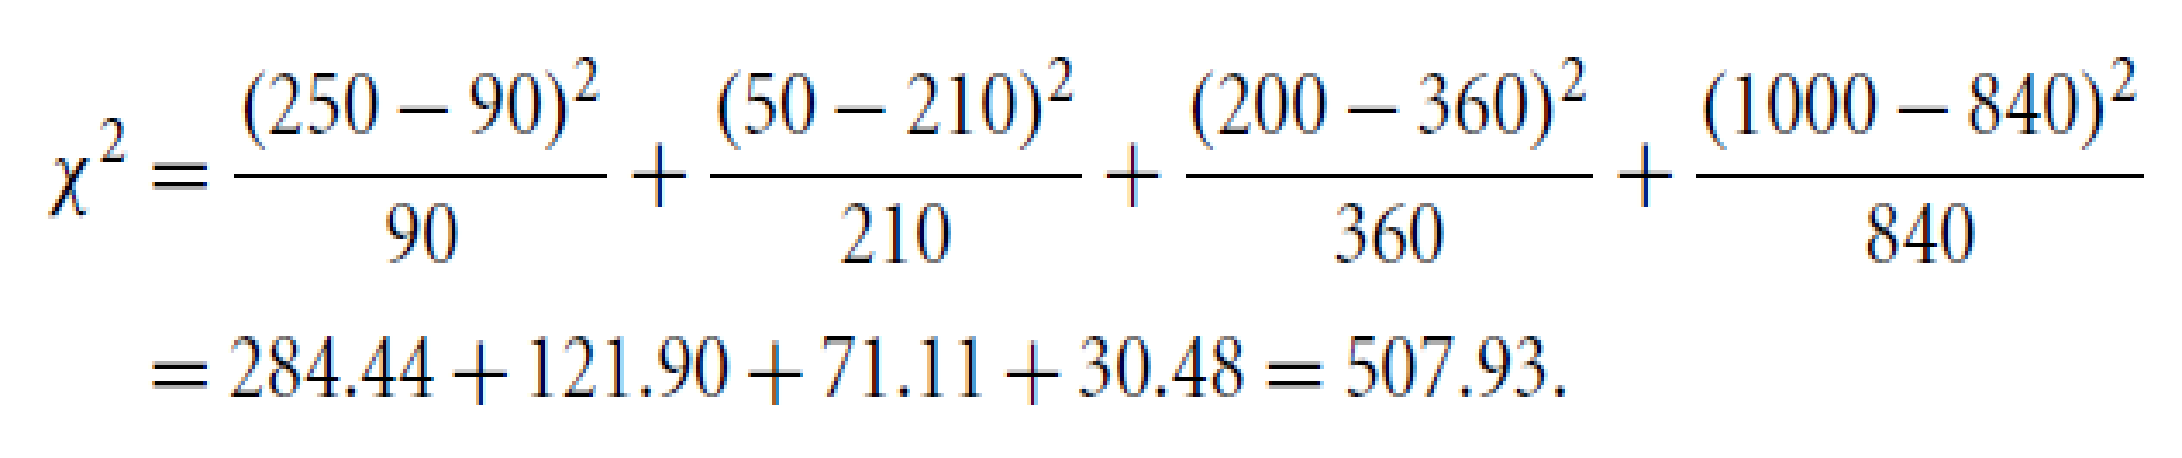 χ² = (250 − 90)²/90 + (50 − 210)²/210 + (200 − 360)²/360 + (1000 − 840)²/840
= 284.44 + 121.90 + 71.11 + 30.48 = 507.93.